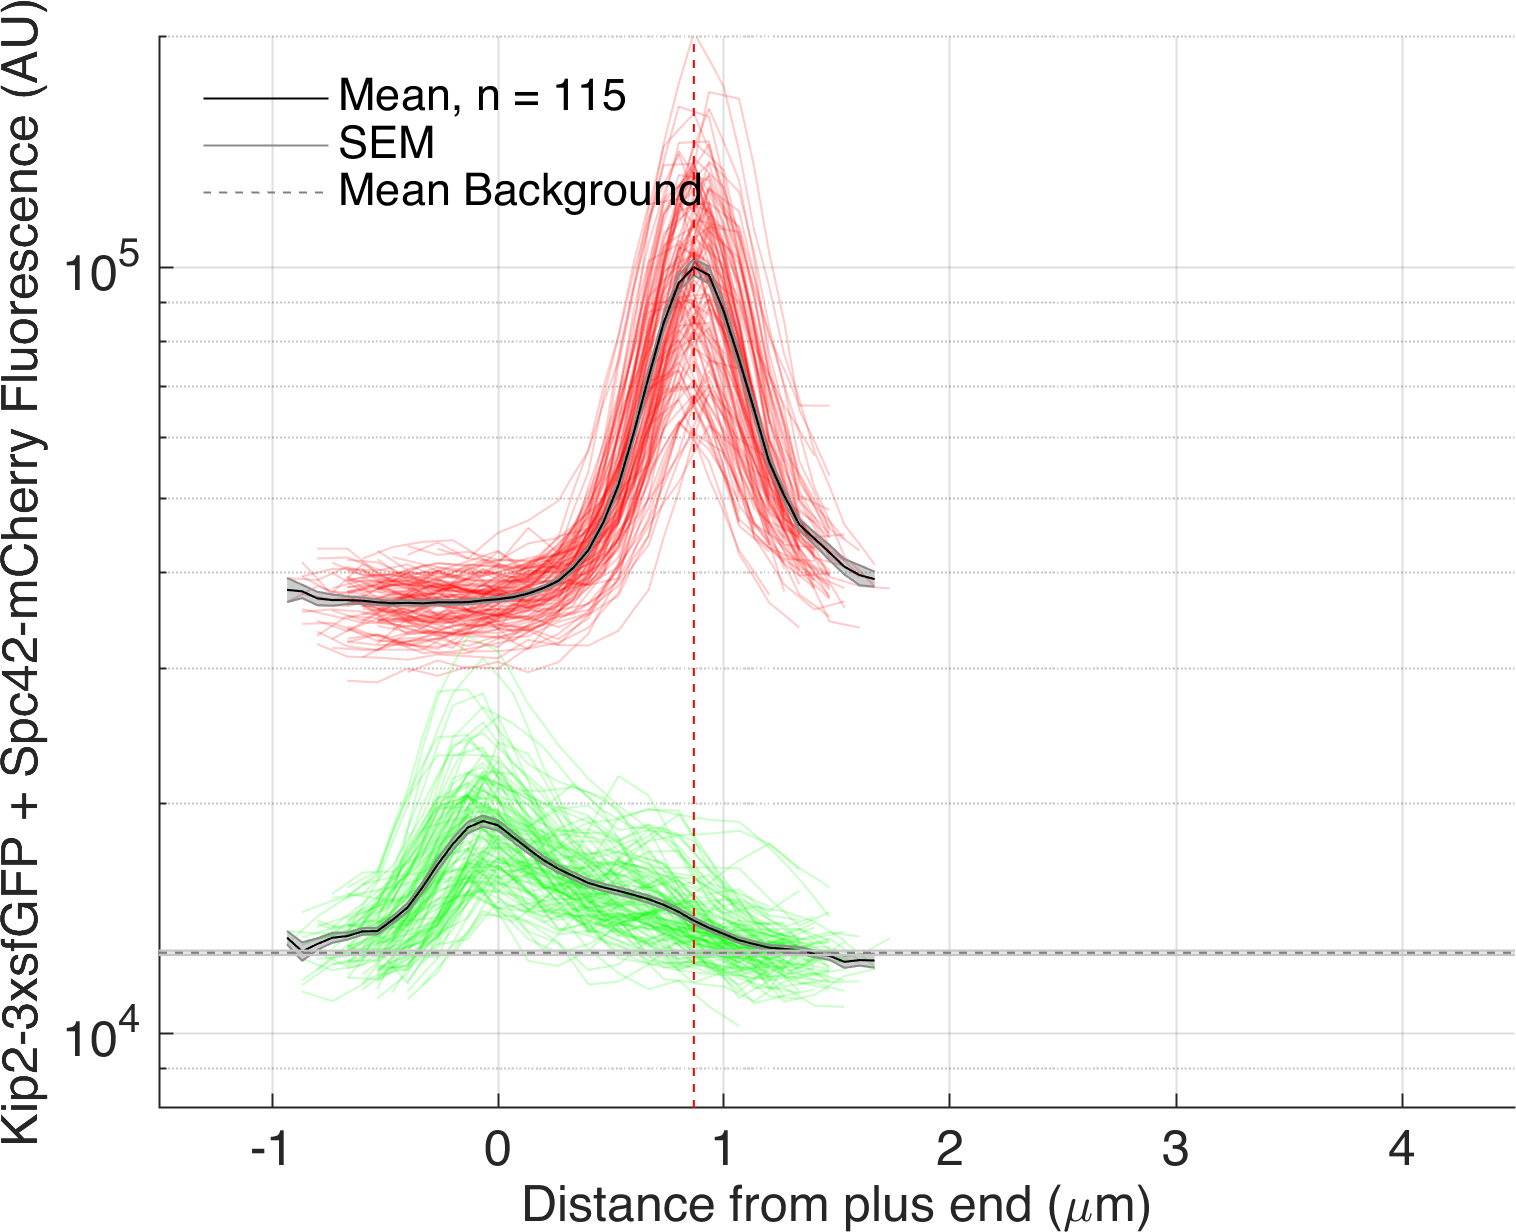 Kip2-3xsfGFP + Spc42-mCherry Fluorescence (AU)
Mean, n = 115
SEM
Mean Background
10^5
10^4
-1 0 1 2 3 4
Distance from plus end (μm)